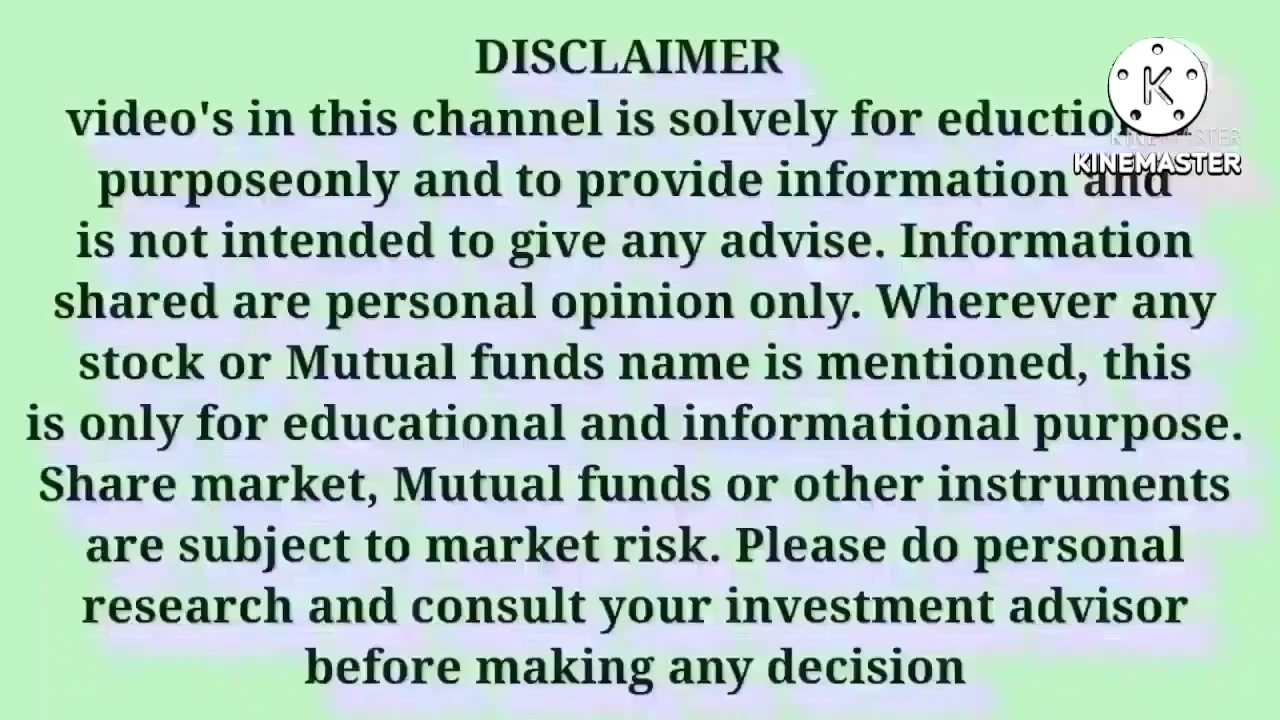 DISCLAIMER
video's in this channel is solvely for eduction
purposeonly and to provide information and
is not intended to give any advise. Information
shared are personal opinion only. Wherever any
stock or Mutual funds name is mentioned, this
is only for educational and informational purpose.
Share market, Mutual funds or other instruments
are subject to market risk. Please do personal
research and consult your investment advisor
before making any decision
K
KINEMASTER
KINEMASTER